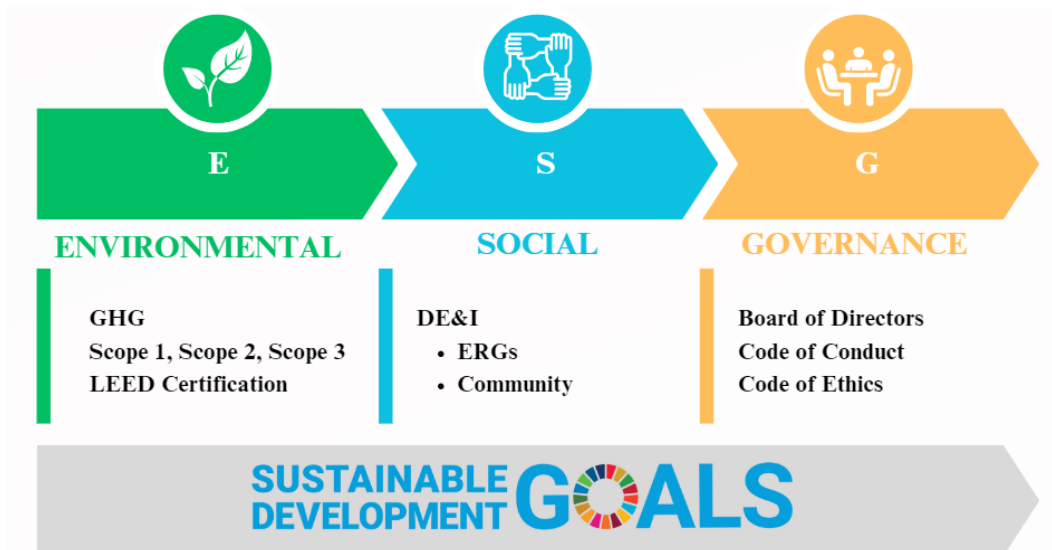 E
S
G
ENVIRONMENTAL
SOCIAL
GOVERNANCE
GHG
Scope 1, Scope 2, Scope 3
LEED Certification
DE&I
• ERGs
• Community
Board of Directors
Code of Conduct
Code of Ethics
SUSTAINABLE
DEVELOPMENT
GOALS